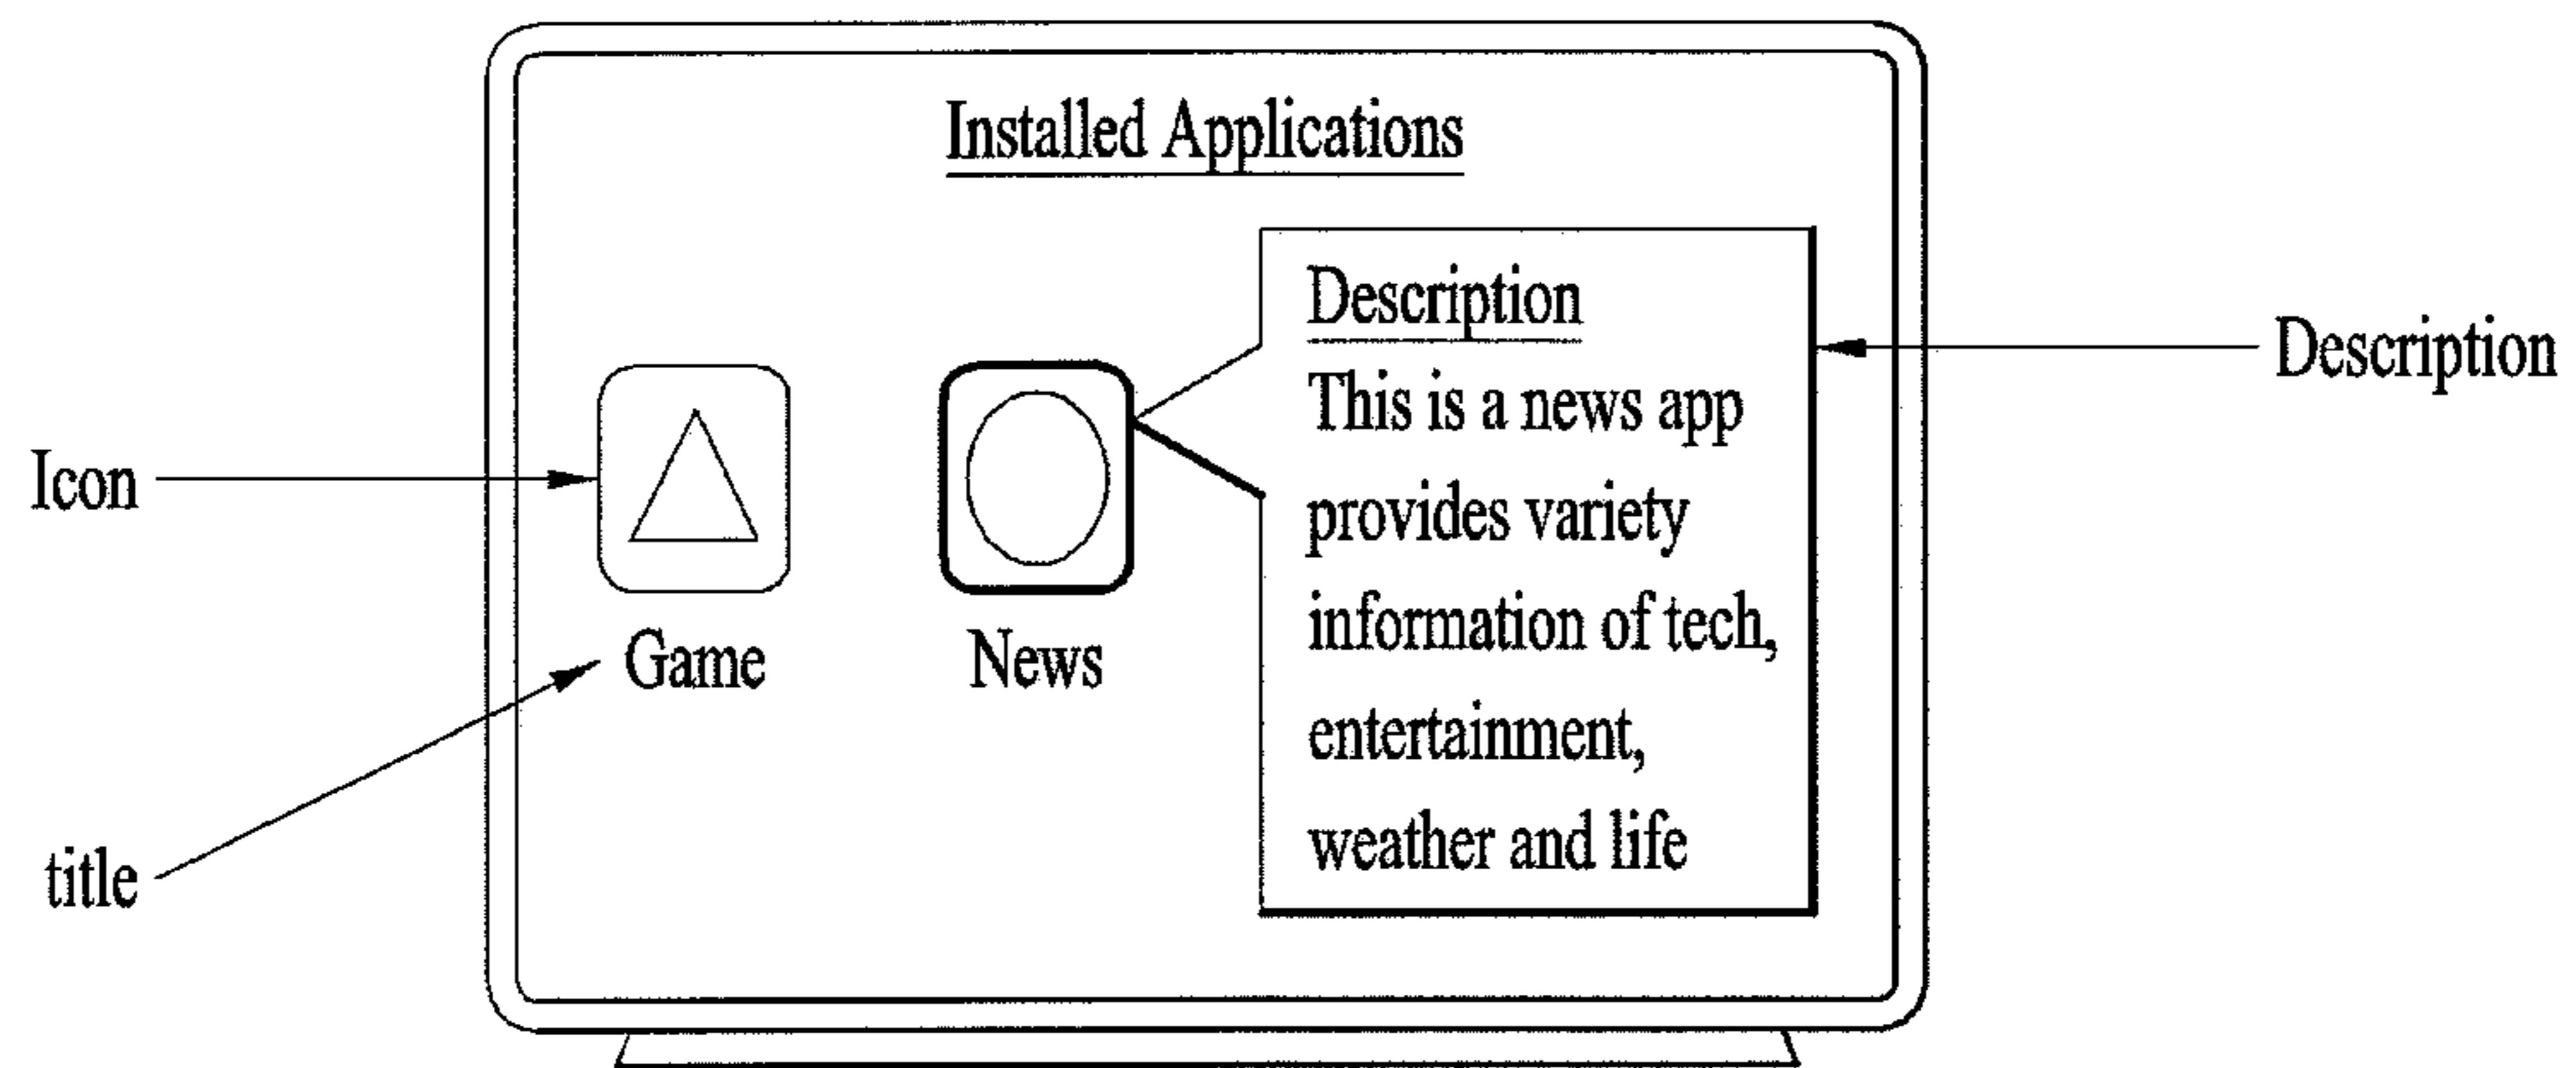 Installed Applications
Icon
title
Game
News
Description
This is a news app
provides variety
information of tech,
entertainment,
weather and life
Description